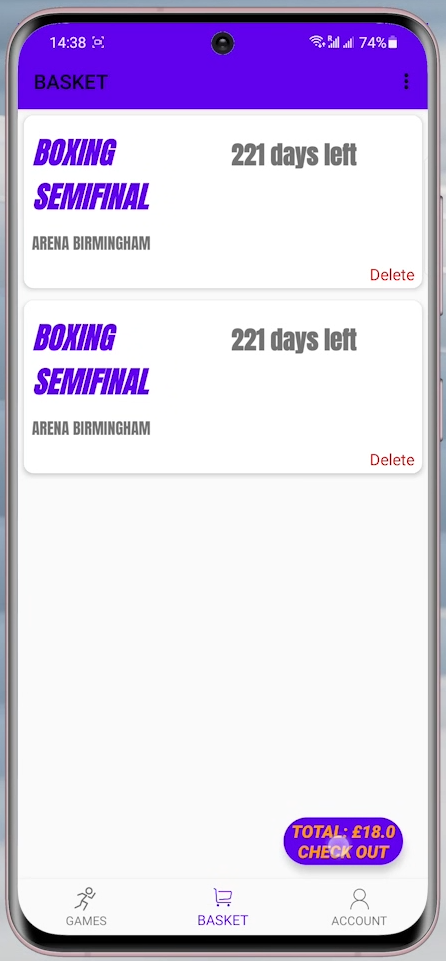 14:38 74%
BASKET
BOXING
SEMIFINAL
221 days left
ARENA BIRMINGHAM
Delete
BOXING
SEMIFINAL
221 days left
ARENA BIRMINGHAM
Delete
TOTAL: £18.0
CHECK OUT
GAMES
BASKET
ACCOUNT